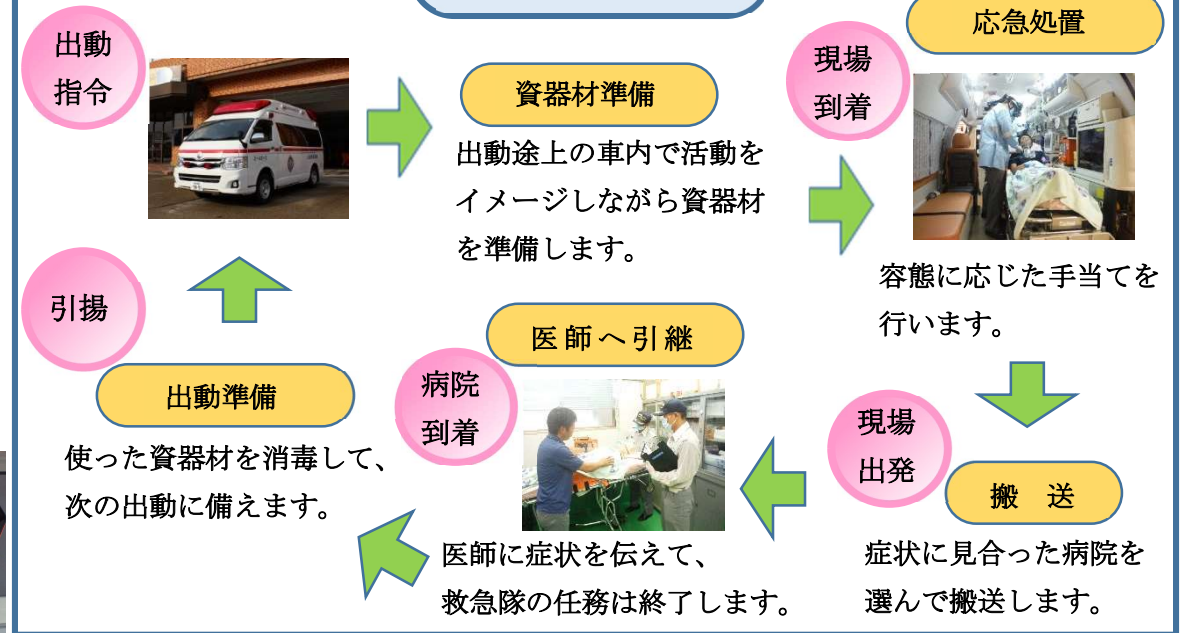 出動
指令
資器材準備
出動途上の車内で活動を
イメージしながら資器材
を準備します。
現場
到着
応急処置
容態に応じた手当てを
行います。
現場
出発
搬　送
症状に見合った病院を
選んで搬送します。
病院
到着
医師へ引継
医師に症状を伝えて、
救急隊の任務は終了します。
引揚
出動準備
使った資器材を消毒して、
次の出動に備えます。